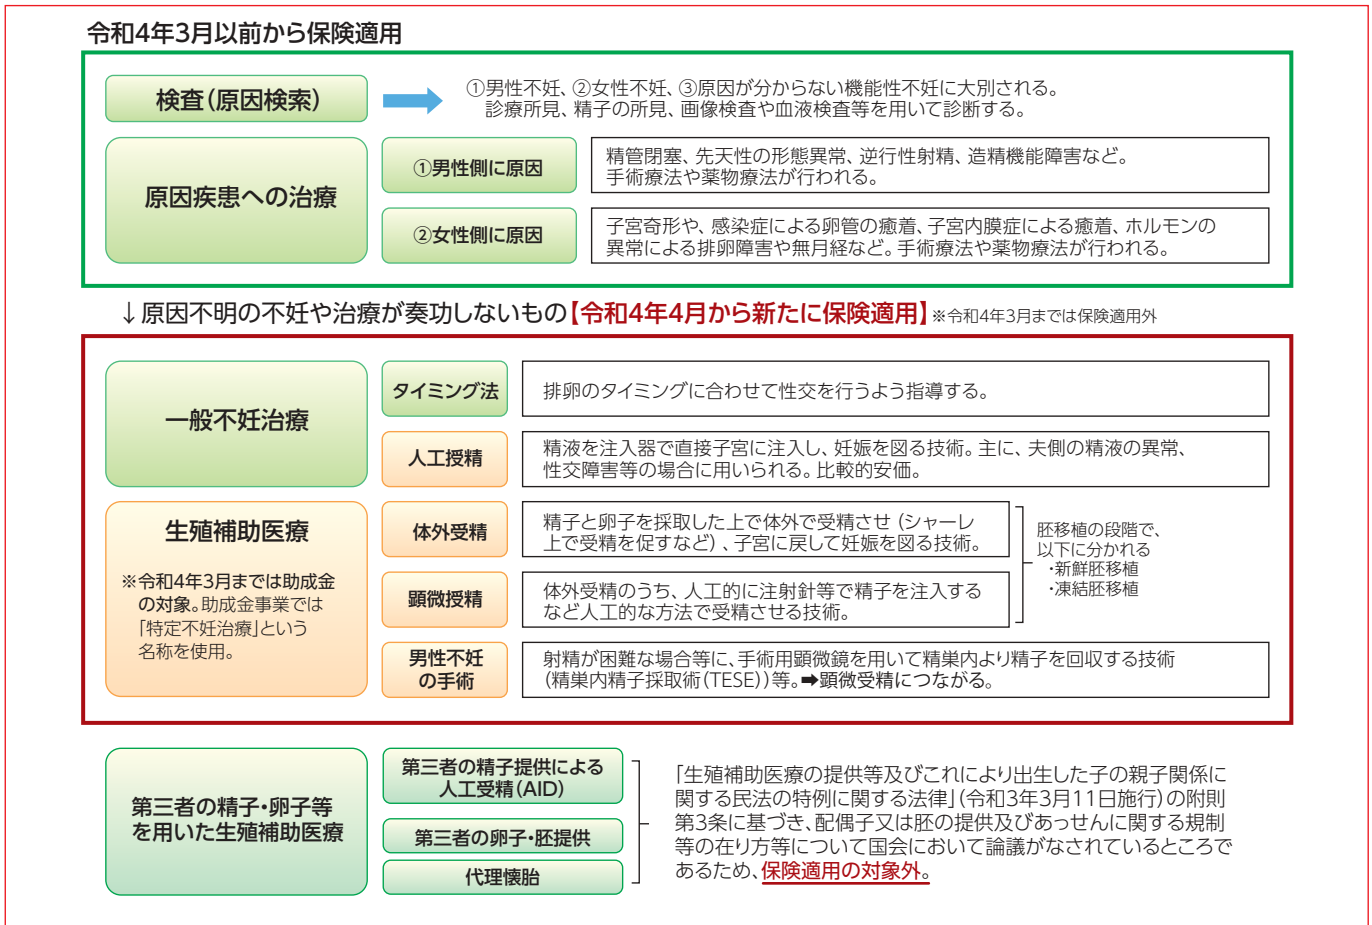 令和4年3月以前から保険適用
検査(原因検索)
①男性不妊、②女性不妊、③原因が分からない機能性不妊に大別される。
診療所見、精子の所見、画像検査や血液検査等を用いて診断する。
原因疾患への治療
①男性側に原因
精管閉塞、先天性の形態異常、逆行性射精、造精機能障害など。
手術療法や薬物療法が行われる。
②女性側に原因
子宮奇形や、感染症による卵管の癒着、子宮内膜症による癒着、ホルモンの
異常による排卵障害や無月経など。手術療法や薬物療法が行われる。
↓原因不明の不妊や治療が奏功しないもの【令和4年4月から新たに保険適用】※令和4年3月までは保険適用外
一般不妊治療
タイミング法
排卵のタイミングに合わせて性交を行うよう指導する。
人工授精
精液を注入器で直接子宮に注入し、妊娠を図る技術。主に、夫側の精液の異常、
性交障害等の場合に用いられる。比較的安価。
生殖補助医療
※令和4年3月までは助成金
の対象。助成金事業では
「特定不妊治療」という
名称を使用。
体外受精
精子と卵子を採取した上で体外で受精させ(シャーレ
上で受精を促すなど)、子宮に戻して妊娠を図る技術。
顕微授精
体外受精のうち、人工的に注射針等で精子を注入する
など人工的な方法で受精させる技術。
胚移植の段階で、
以下に分かれる
・新鮮胚移植
・凍結胚移植
男性不妊
の手術
射精が困難な場合等に、手術用顕微鏡を用いて精巣内より精子を回収する技術
(精巣内精子採取術(TESE))等。➡顕微受精につながる。
第三者の精子・卵子等
を用いた生殖補助医療
第三者の精子提供による
人工受精(AID)
第三者の卵子・胚提供
代理懐胎
「生殖補助医療の提供等及びこれにより出生した子の親子関係に
関する民法の特例に関する法律」(令和3年3月11日施行)の附則
第3条に基づき、配偶子又は胚の提供及びあっせんに関する規制
等の在り方等について国会において論議がなされているところで
あるため、保険適用の対象外。